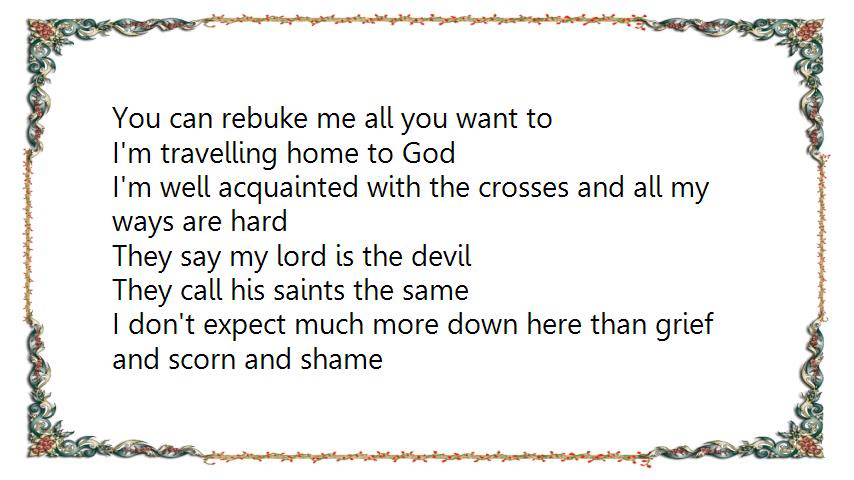 You can rebuke me all you want to
I'm travelling home to God
I'm well acquainted with the crosses and all my
ways are hard
They say my lord is the devil
They call his saints the same
I don't expect much more down here than grief
and scorn and shame